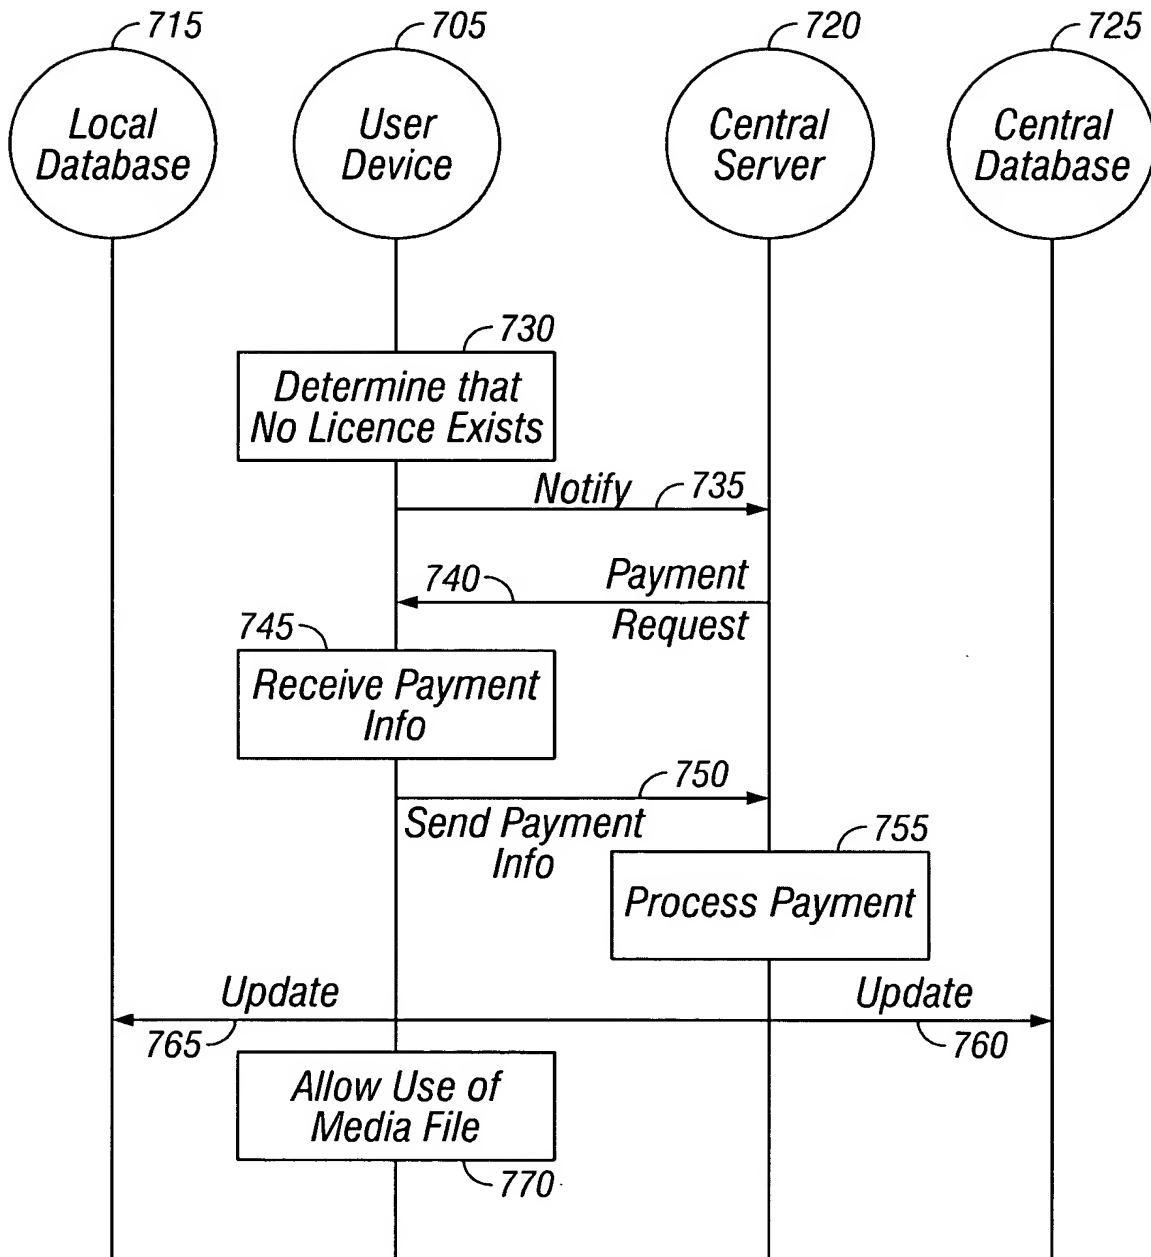 715
705
720
725
Local
Database
User
Device
Central
Server
Central
Database
730
Determine that
No Licence Exists
Notify
735
740
Payment
Request
745
Receive Payment
Info
750
Send Payment
Info
755
Process Payment
Update
Update
765
760
Allow Use of
Media File
770